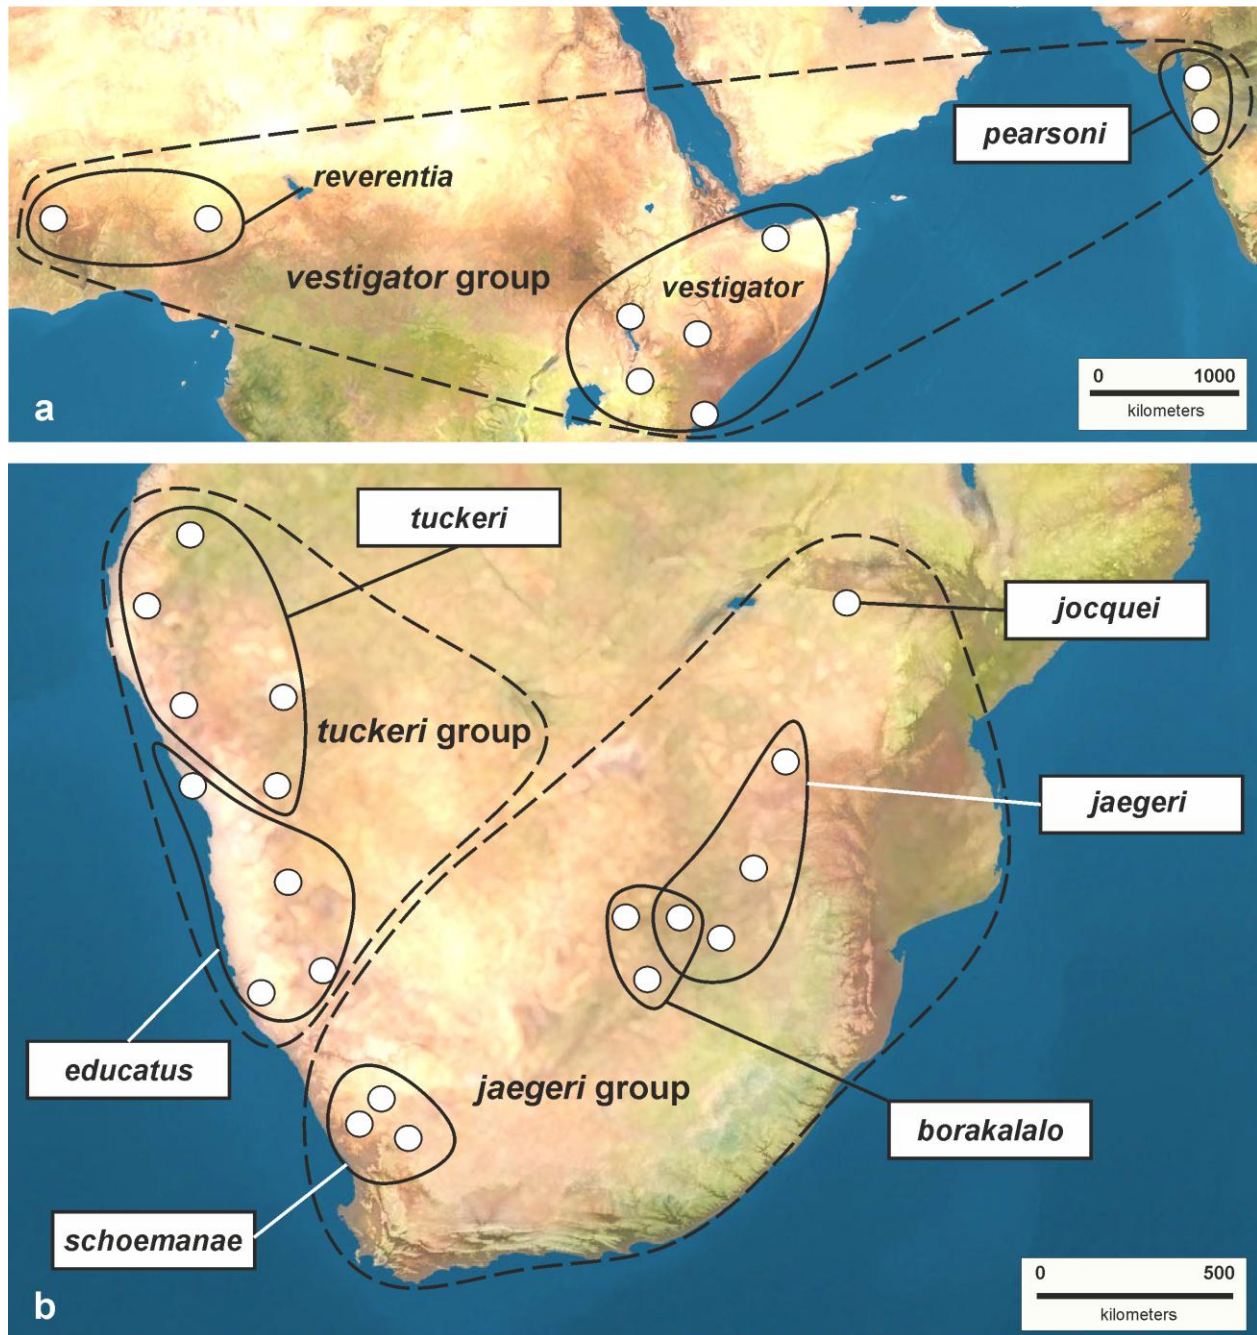 pearsoni
reverentia
vestigator group
vestigator
0 1000
kilometers
a
tuckeri
jocquei
tuckeri group
jaegeri
educatus
jaegeri group
borakalalo
schoemanae
0 500
kilometers
b